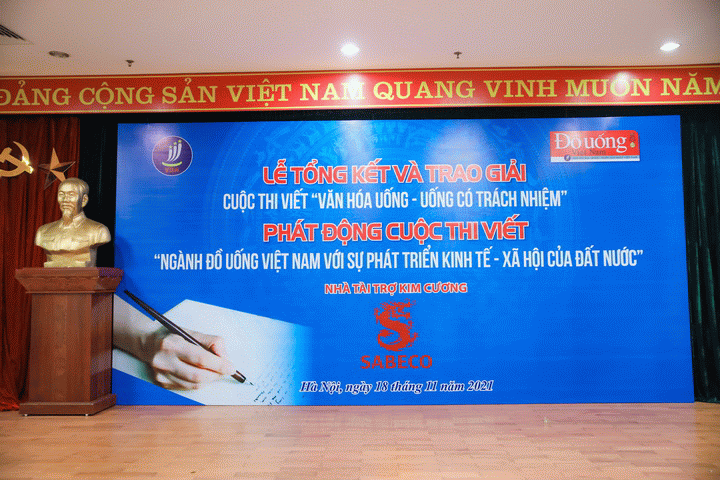 ĐẢNG CỘNG SẢN VIỆT NAM QUANG VINH MUÔN NĂM
Đồ uống
Việt Nam
LỄ TỔNG KẾT VÀ TRAO GIẢI
CUỘC THI VIẾT “VĂN HÓA UỐNG - UỐNG CÓ TRÁCH NHIỆM”
PHÁT ĐỘNG CUỘC THI VIẾT
“NGÀNH ĐỒ UỐNG VIỆT NAM VỚI SỰ PHÁT TRIỂN KINH TẾ - XÃ HỘI CỦA ĐẤT NƯỚC”
NHÀ TÀI TRỢ KIM CƯƠNG
SABECO
Hà Nội, ngày 18 tháng 11 năm 2021